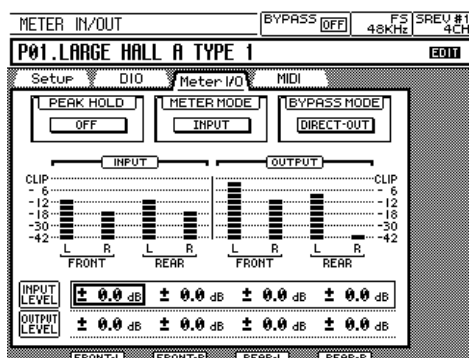 METER IN/OUT BYPASS OFF FS 48KHz SREV #1 4CH
P01.LARGE HALL A TYPE 1 EDIT
Setup DIO Meter I/O MIDI
PEAK HOLD METER MODE BYPASS MODE
OFF INPUT DIRECT-OUT
INPUT OUTPUT
CLIP CLIP
- 6 -6
-12 -12
-18 -18
-30 -30
-42 -42
L R L R L R L R
FRONT REAR FRONT REAR
INPUT LEVEL ± 0.0 dB ± 0.0 dB ± 0.0 dB ± 0.0 dB
OUTPUT LEVEL ± 0.0 dB ± 0.0 dB ± 0.0 dB ± 0.0 dB
FRONT-L FRONT-R REAR-L REAR-R